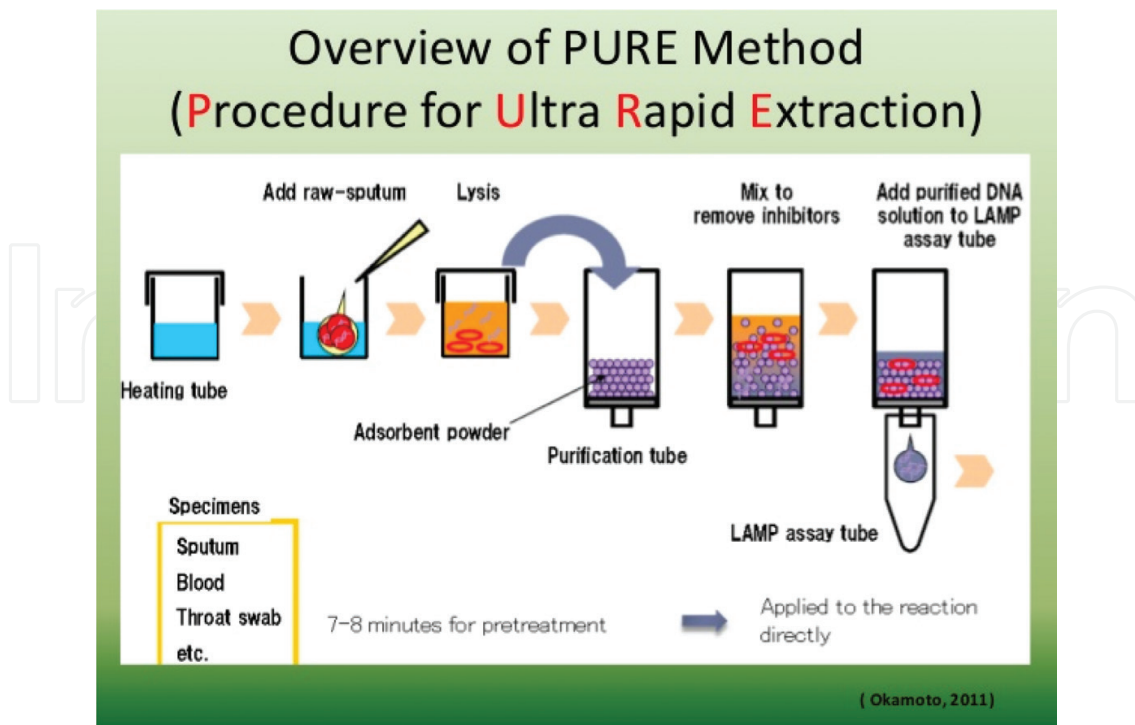 Overview of PURE Method
(Procedure for Ultra Rapid Extraction)
Add raw-sputum
Lysis
Mix to
remove inhibitors
Add purified DNA
solution to LAMP
assay tube
Heating tube
Adsorbent powder
Purification tube
LAMP assay tube
Specimens
Sputum
Blood
Throat swab
etc.
7-8 minutes for pretreatment
Applied to the reaction
directly
( Okamoto, 2011)